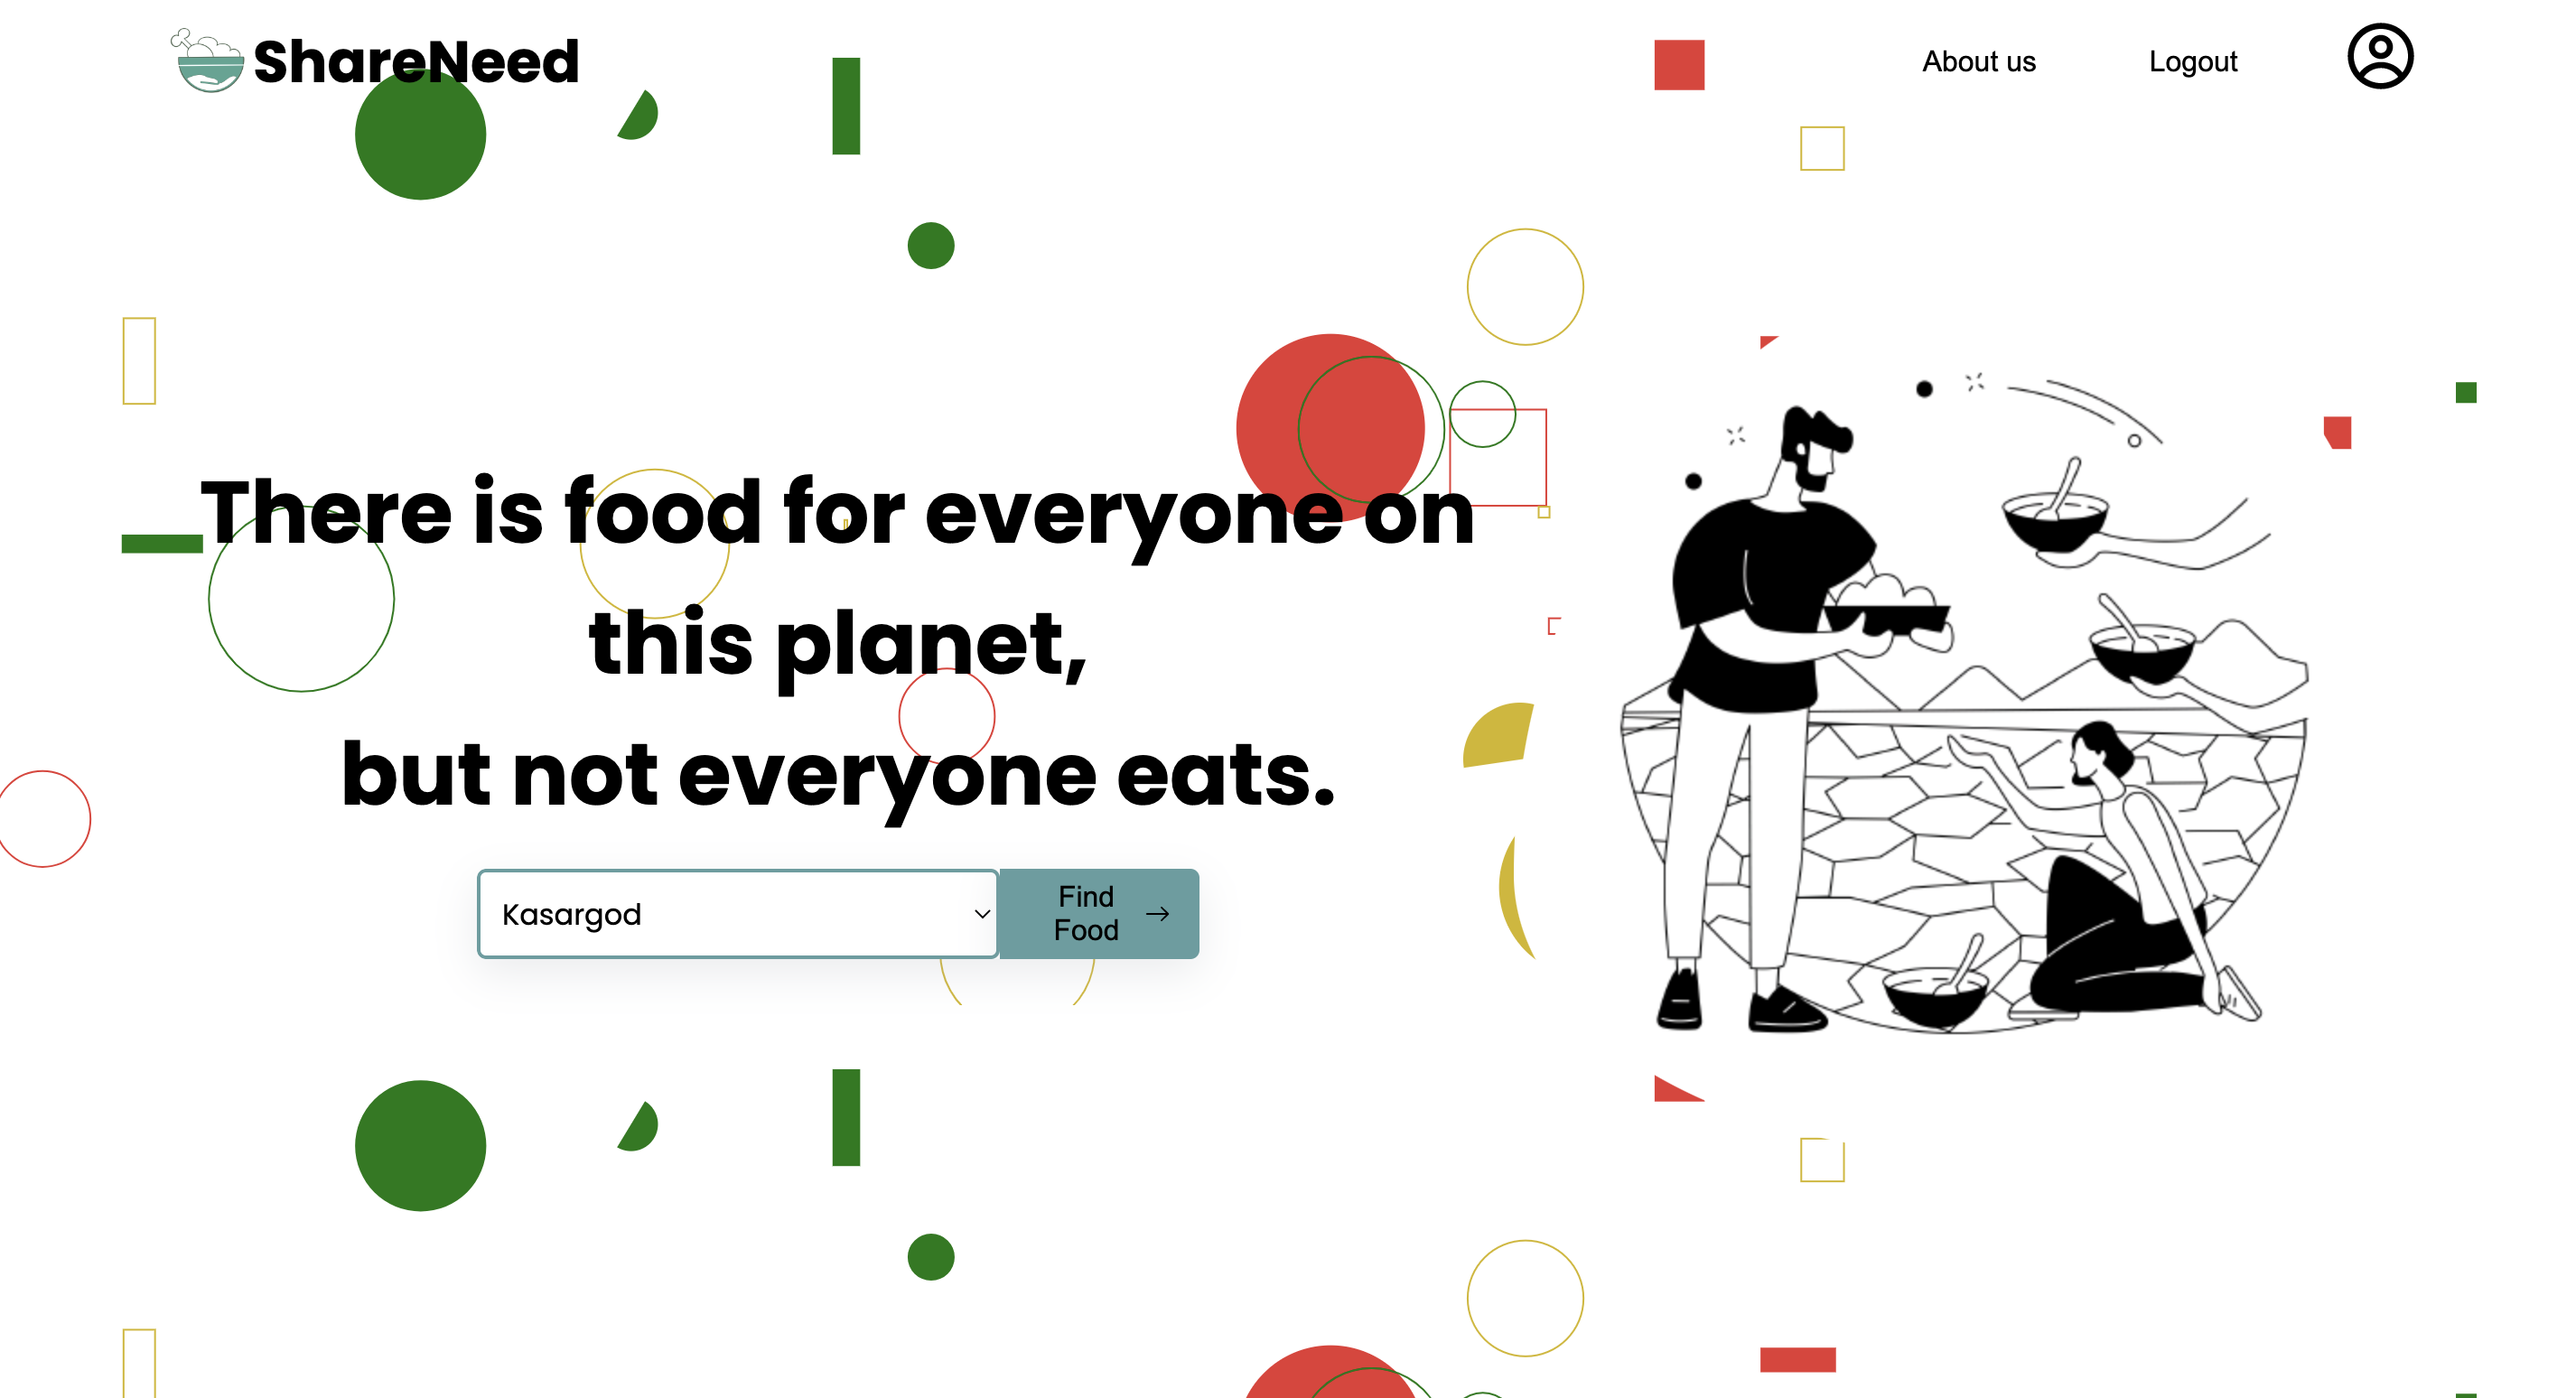 ShareNeed
About us
Logout
There is food for everyone on
this planet,
but not everyone eats.
Kasargod
Find
Food